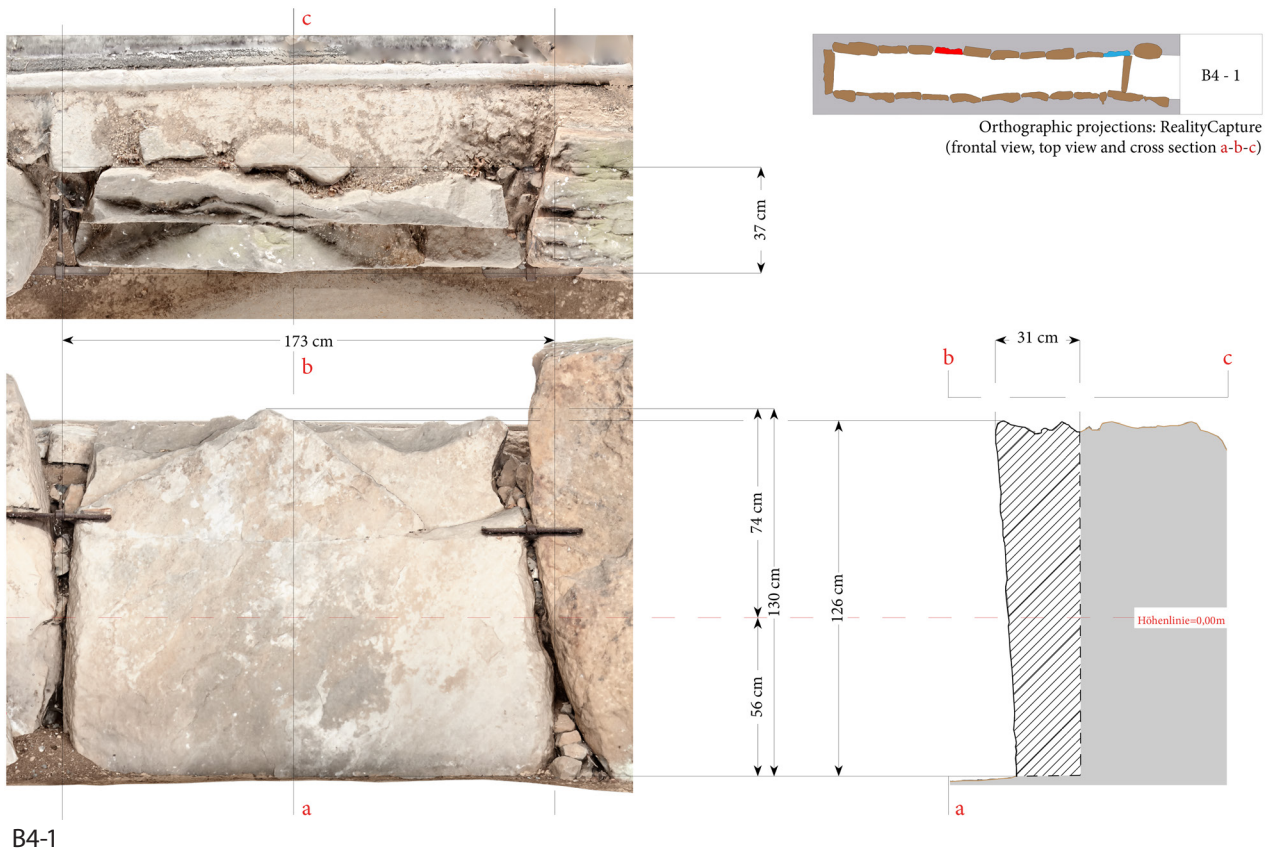 c
B4 - 1
Orthographic projections: RealityCapture
(frontal view, top view and cross section a-b-c)
37 cm
173 cm
b
31 cm
b
c
74 cm
130 cm
126 cm
56 cm
Höhenlinie=0,00m
a
a
B4-1